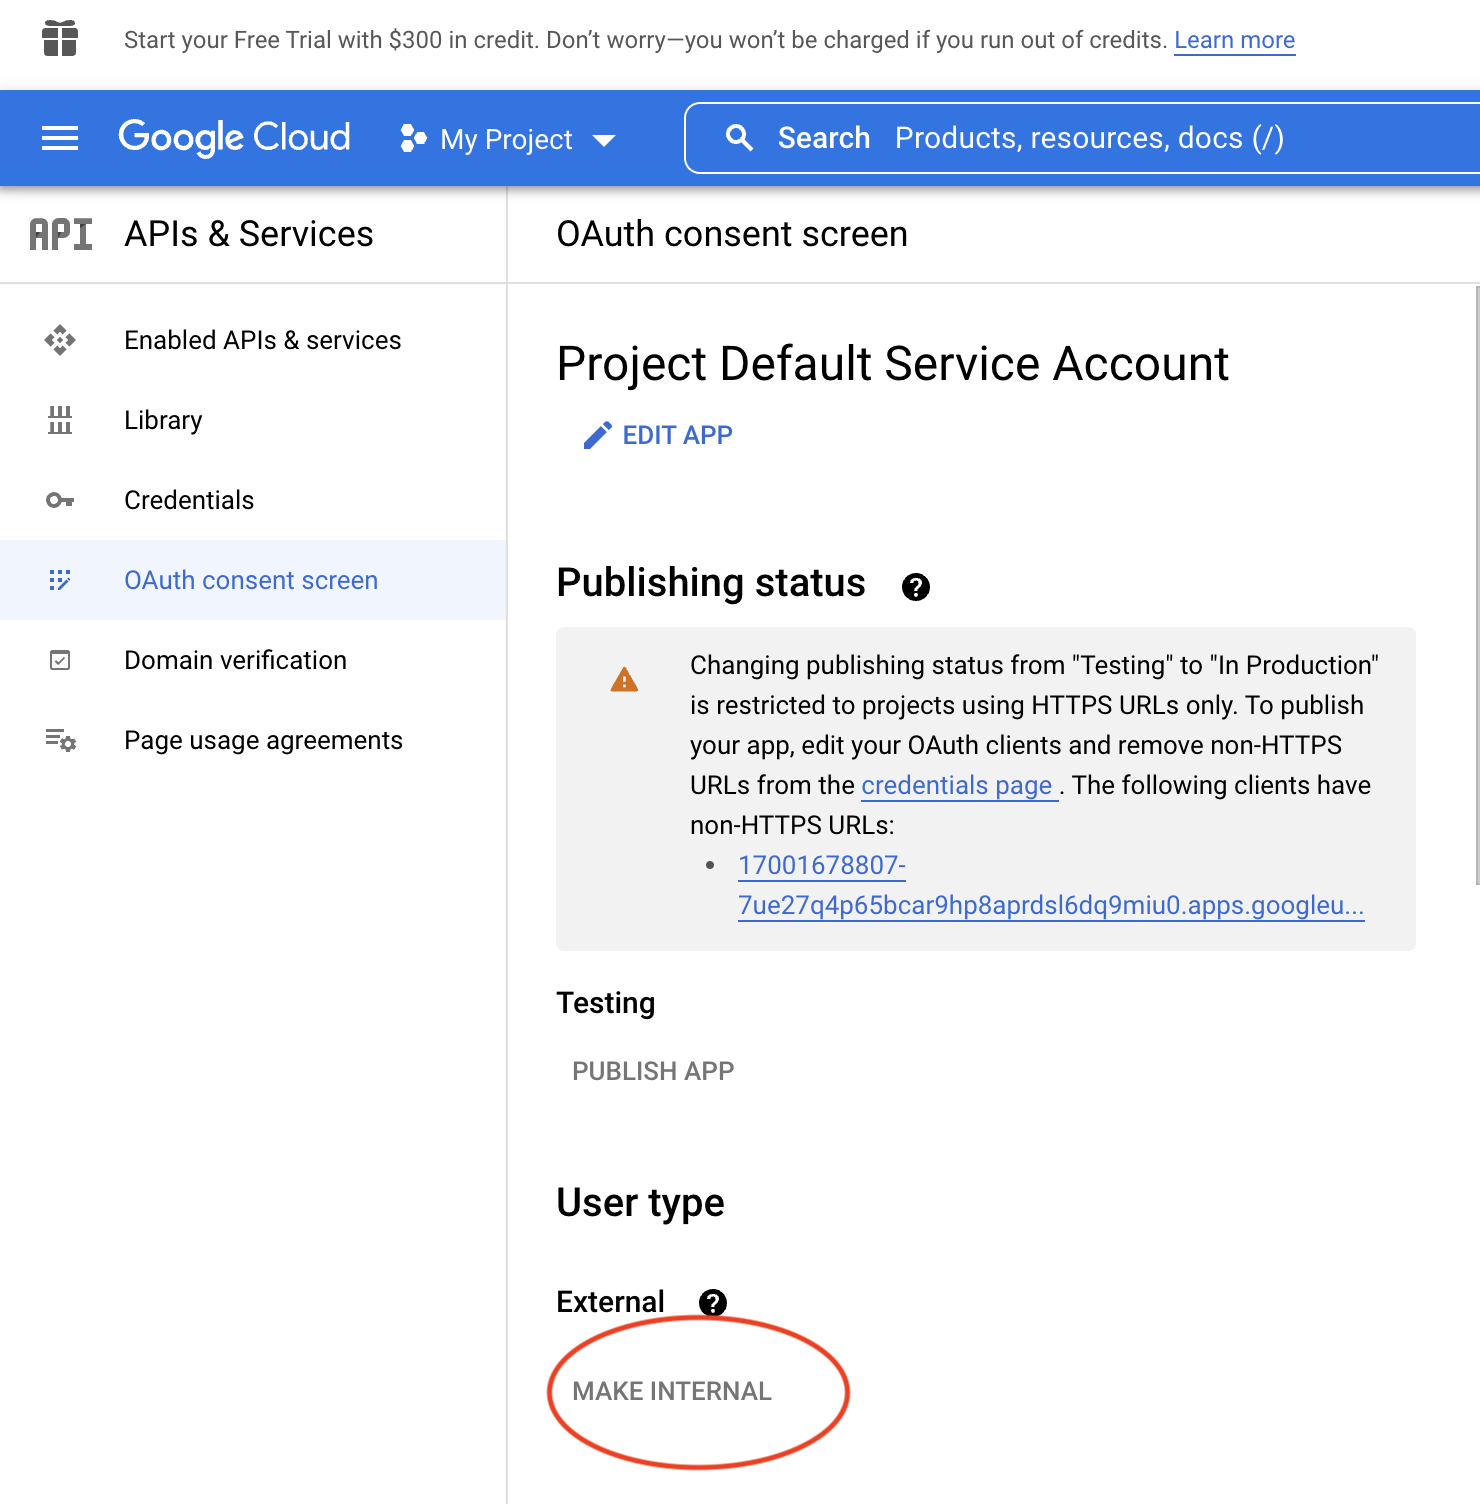 Start your Free Trial with $300 in credit. Don’t worry—you won’t be charged if you run out of credits. Learn more
Google Cloud
My Project
Search Products, resources, docs (/)
API APIs & Services
OAuth consent screen
Enabled APIs & services
Library
Credentials
OAuth consent screen
Domain verification
Page usage agreements
Project Default Service Account
EDIT APP
Publishing status
Changing publishing status from "Testing" to "In Production"
is restricted to projects using HTTPS URLs only. To publish
your app, edit your OAuth clients and remove non-HTTPS
URLs from the credentials page . The following clients have
non-HTTPS URLs:
17001678807-
7ue27q4p65bcar9hp8aprdsl6dq9miu0.apps.googleu...
Testing
PUBLISH APP
User type
External
MAKE INTERNAL